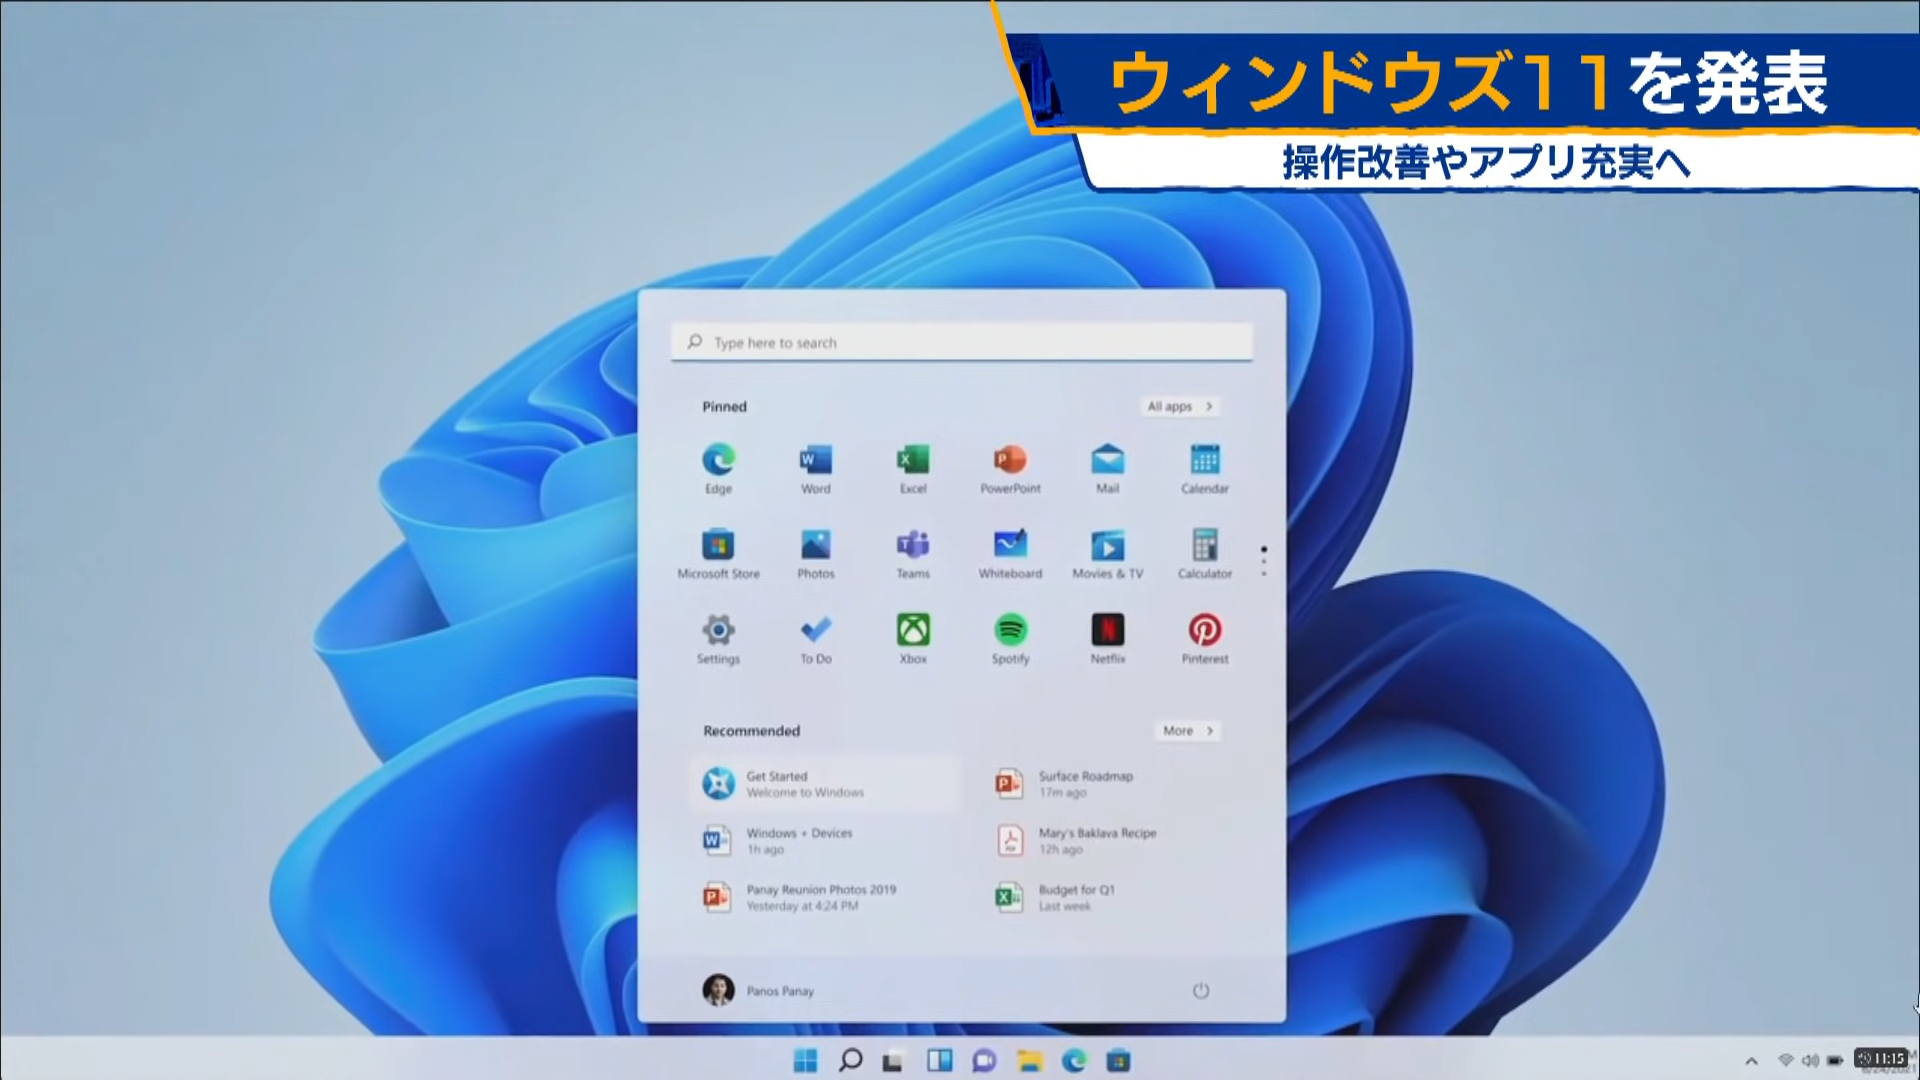 ウィンドウズ11を発表
操作改善やアプリ充実へ
Type here to search
Pinned
All apps
Edge
Word
Excel
PowerPoint
Mail
Calendar
Microsoft Store
Photos
Teams
Whiteboard
Movies & TV
Calculator
Settings
To Do
Xbox
Spotify
Netflix
Pinterest
Recommended
More
Get Started
Welcome to Windows
Surface Roadmap
17m ago
Windows + Devices
1h ago
Mary's Baklava Recipe
12h ago
Panay Reunion Photos 2019
Yesterday at 4:24 PM
Budget for Q1
Last week
Panos Panay
11:15